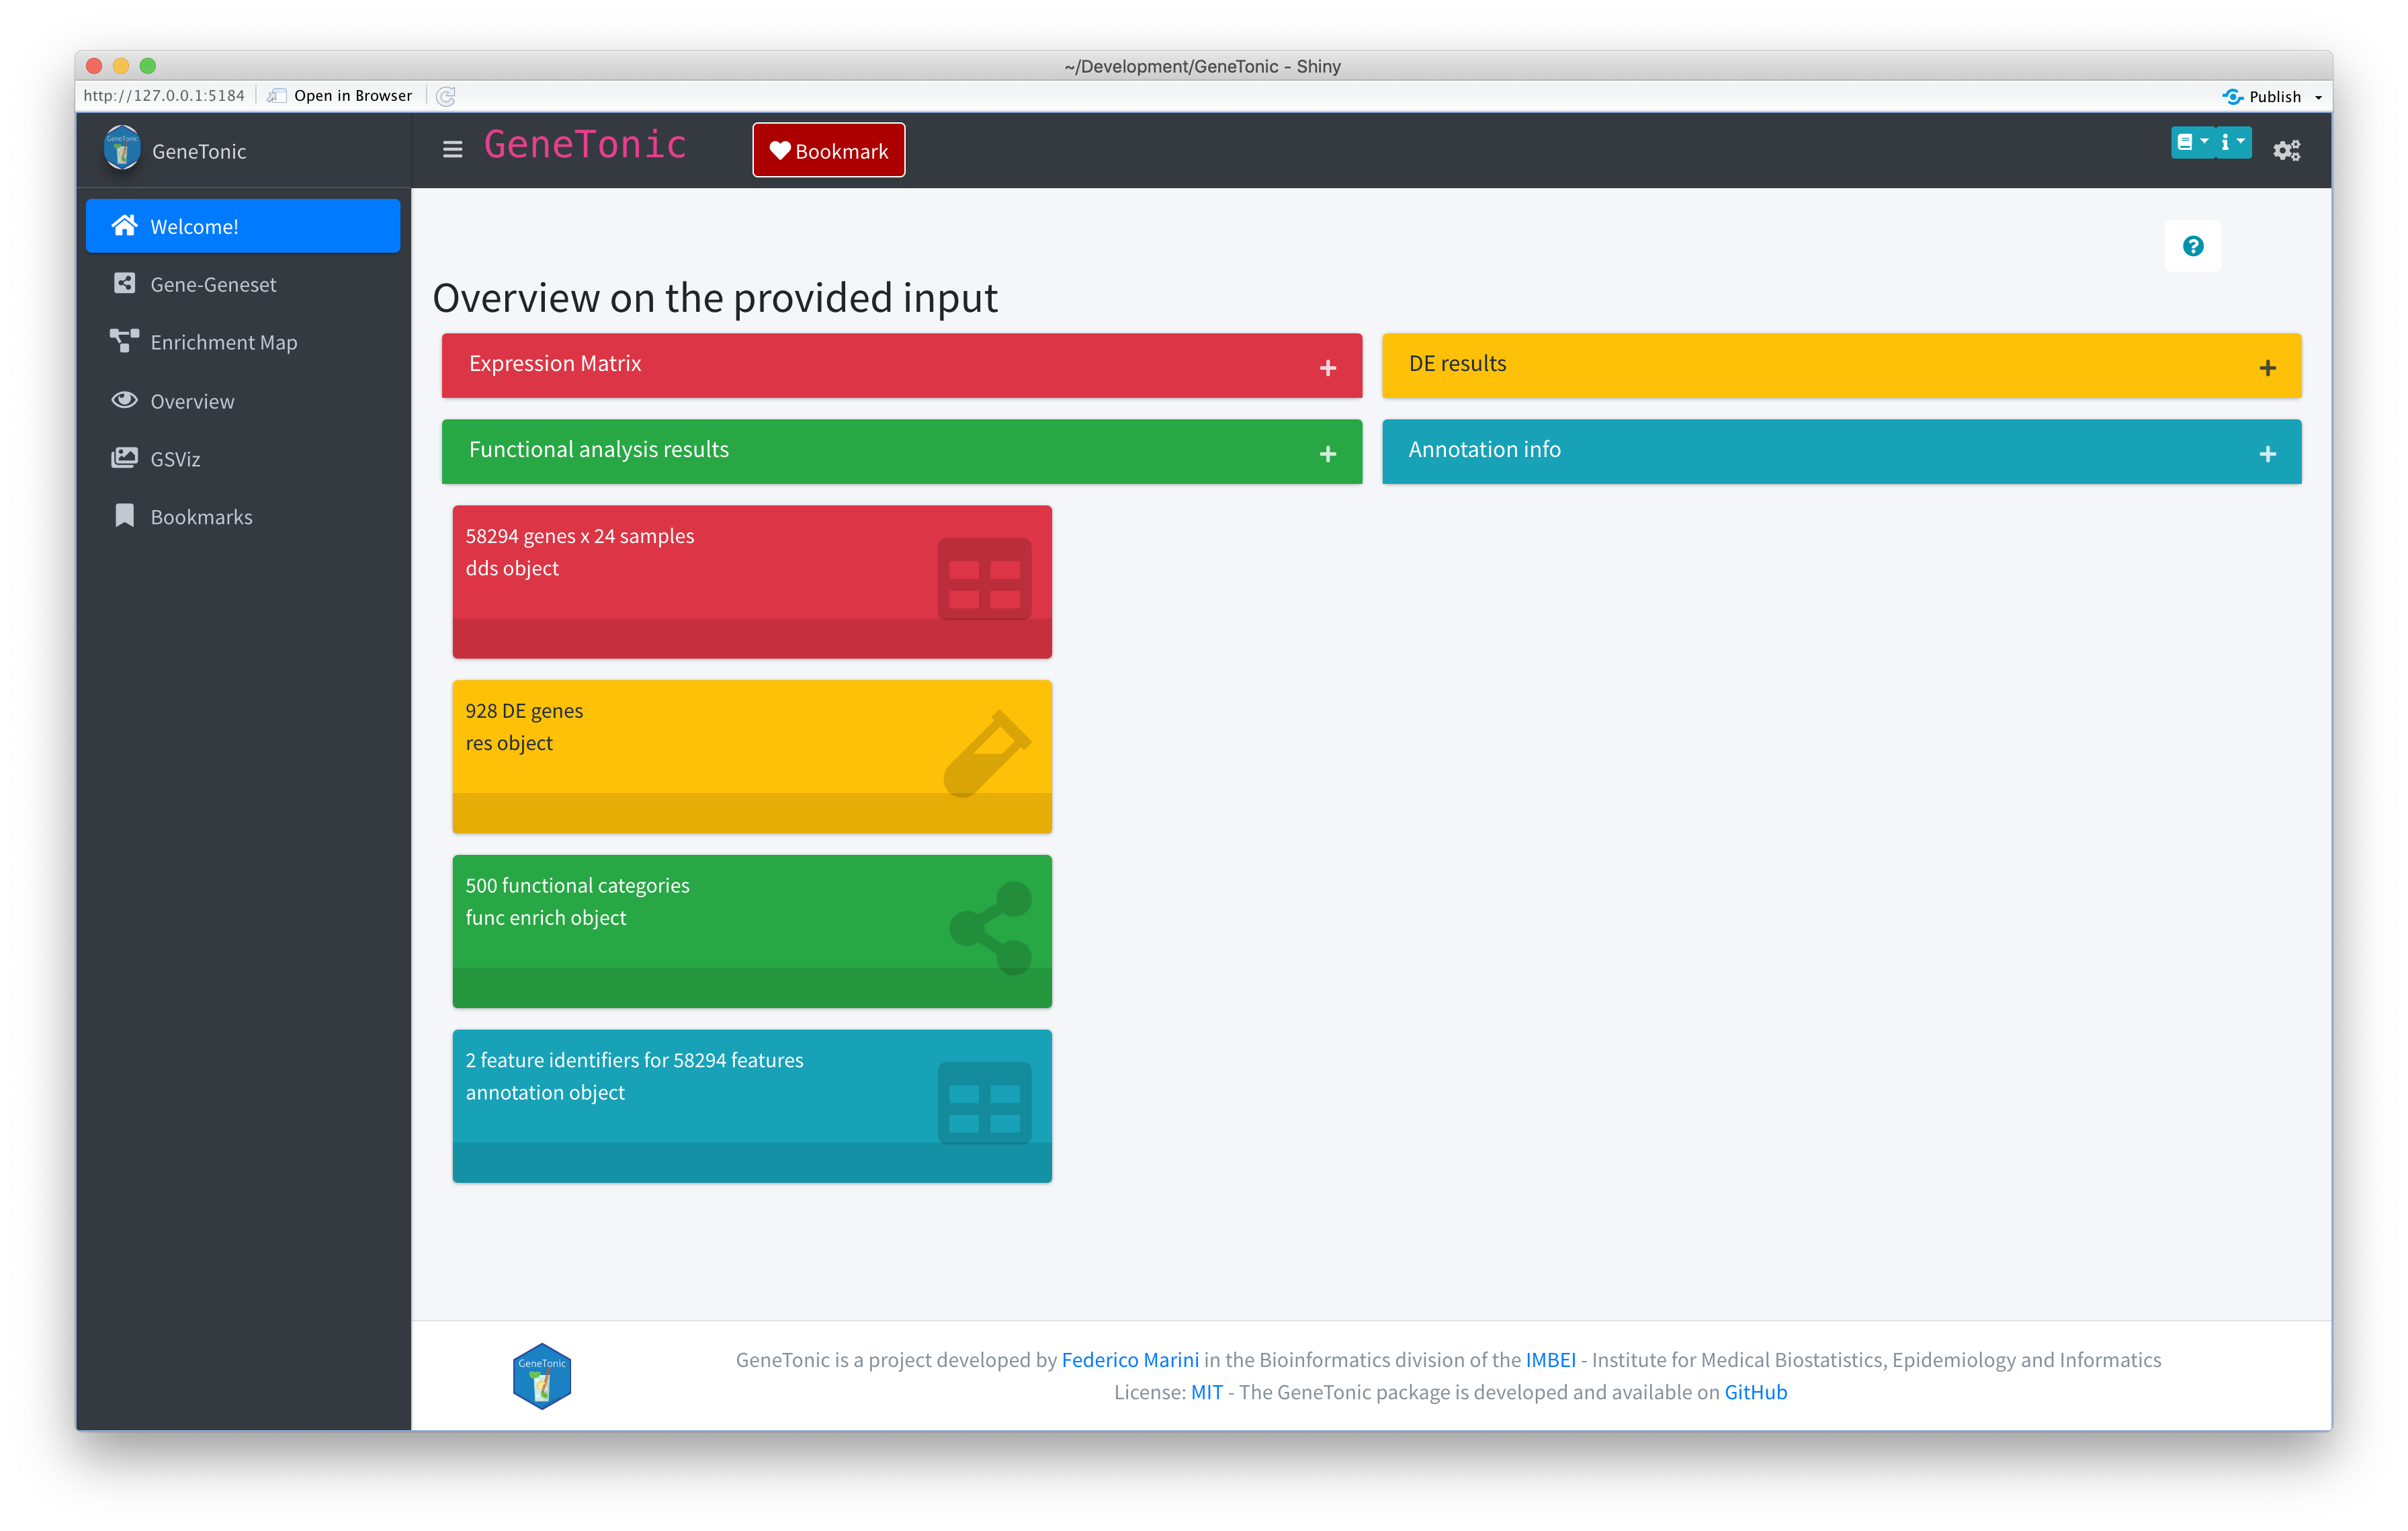 ~/Development/GeneTonic - Shiny
http://127.0.0.1:5184 Open in Browser Publish
GeneTonic
GeneTonic GeneTonic Bookmark
Welcome!
Gene-Geneset
Enrichment Map
Overview
GSViz
Bookmarks
Overview on the provided input
Expression Matrix
DE results
Functional analysis results
Annotation info
58294 genes x 24 samples
dds object
928 DE genes
res object
500 functional categories
func enrich object
2 feature identifiers for 58294 features
annotation object
GeneTonic
GeneTonic is a project developed by Federico Marini in the Bioinformatics division of the IMBEI - Institute for Medical Biostatistics, Epidemiology and Informatics
License: MIT - The GeneTonic package is developed and available on GitHub